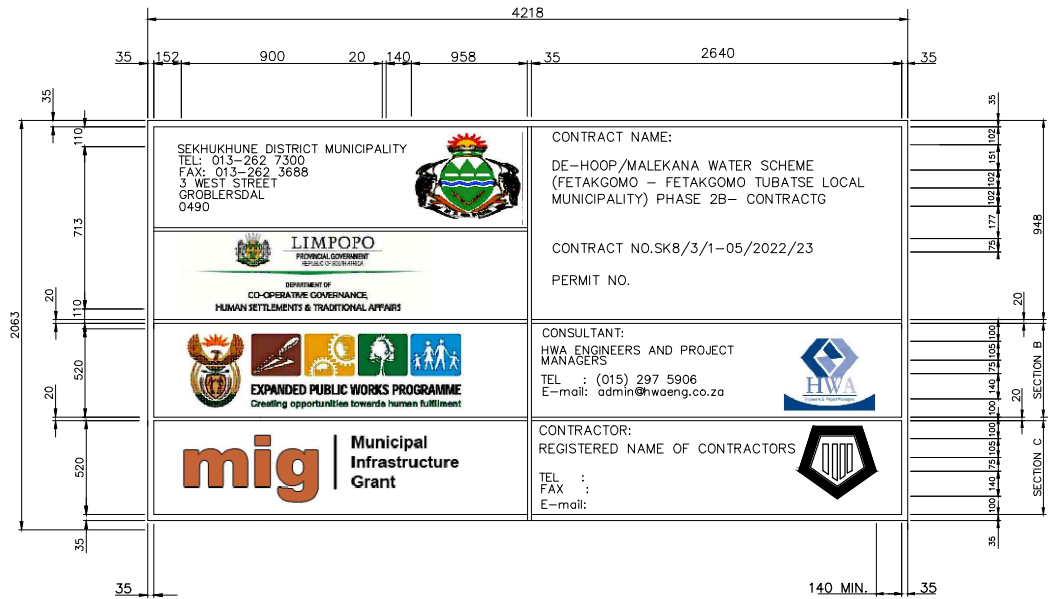 4218
35 152 900 20 140 958 35 2640 35
35
110
713
110
20
520
20
520
35
2063
SEKHUKHUNE DISTRICT MUNICIPALITY
TEL: 013-262 7300
FAX: 013-262 3688
3 WEST STREET
GROBLERSDAL
0490
LIMPOPO
PROVINCIAL GOVERNMENT
REPUBLIC OF SOUTH AFRICA
DEPARTMENT OF
CO-OPERATIVE GOVERNANCE,
HUMAN SETTLEMENTS & TRADITIONAL AFFAIRS
EXPANDED PUBLIC WORKS PROGRAMME
Creating opportunities towards human fulfilment
mig
Municipal
Infrastructure
Grant
CONTRACT NAME:
DE-HOOP/MALEKANA WATER SCHEME
(FETAKGOMO - FETAKGOMO TUBATSE LOCAL
MUNICIPALITY) PHASE 2B- CONTRACTG
CONTRACT NO.SK8/3/1-05/2022/23
PERMIT NO.
CONSULTANT:
HWA ENGINEERS AND PROJECT
MANAGERS
TEL : (015) 297 5906
E-mail: admin@hwaeng.co.za
HWA
Engineers & Project Managers
CONTRACTOR:
REGISTERED NAME OF CONTRACTORS
TEL :
FAX :
E-mail:
35
102
151
102
102
177
75
948
20
100
105
75
140
100
SECTION B
20
100
105
75
140
100
SECTION C
35
35 140 MIN. 35